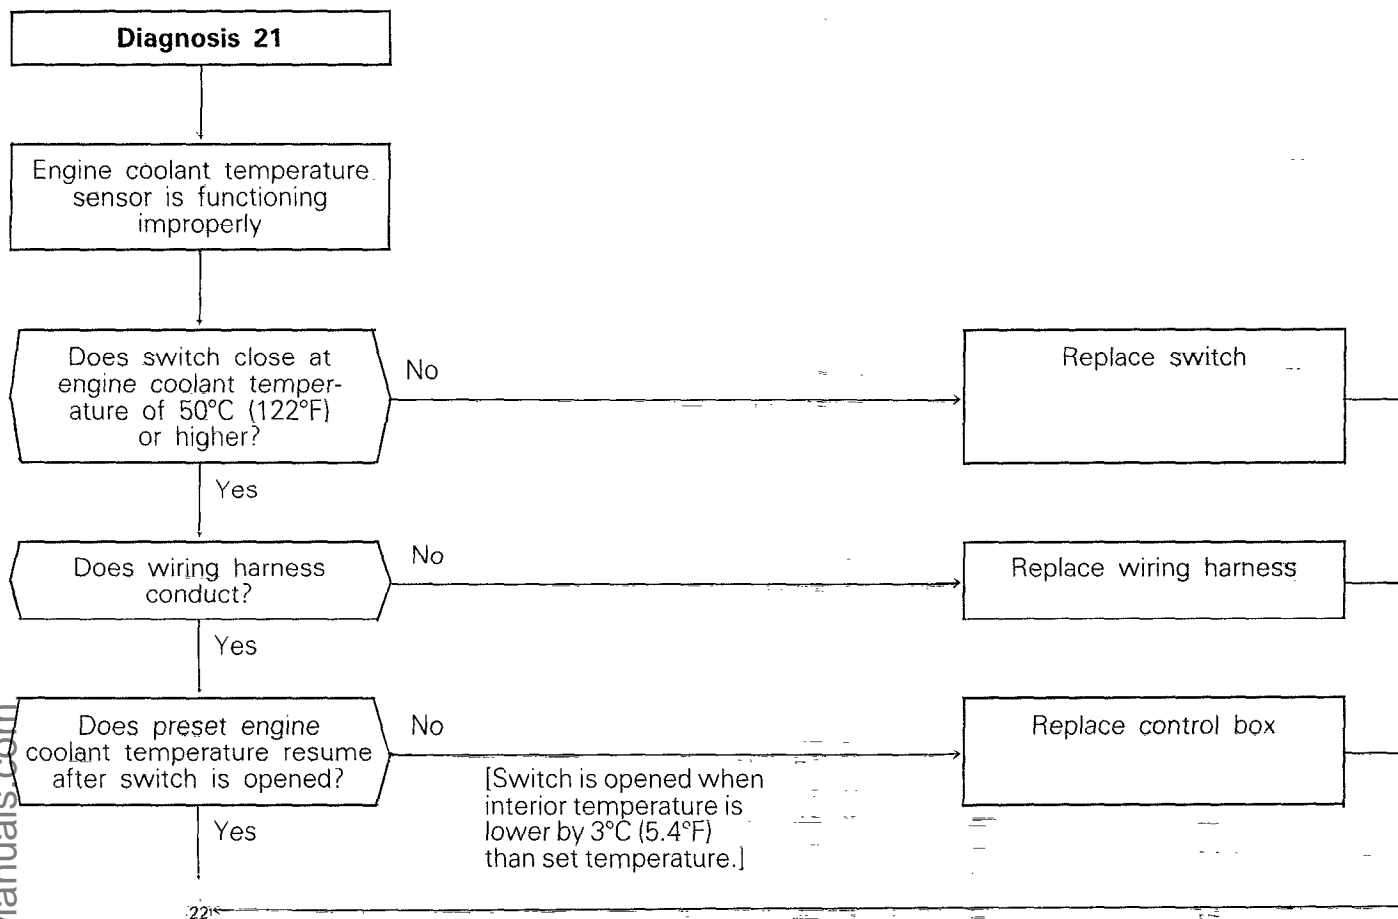 Diagnosis 21
Engine coolant temperature
sensor is functioning
improperly
Does switch close at
engine coolant temper-
ature of 50°C (122°F)
or higher?
No
Replace switch
Yes
Does wiring harness
conduct?
No
Replace wiring harness
Yes
Does preset engine
coolant temperature resume
after switch is opened?
No
Replace control box
[Switch is opened when
interior temperature is
lower by 3°C (5.4°F)
than set temperature.]
Yes
22